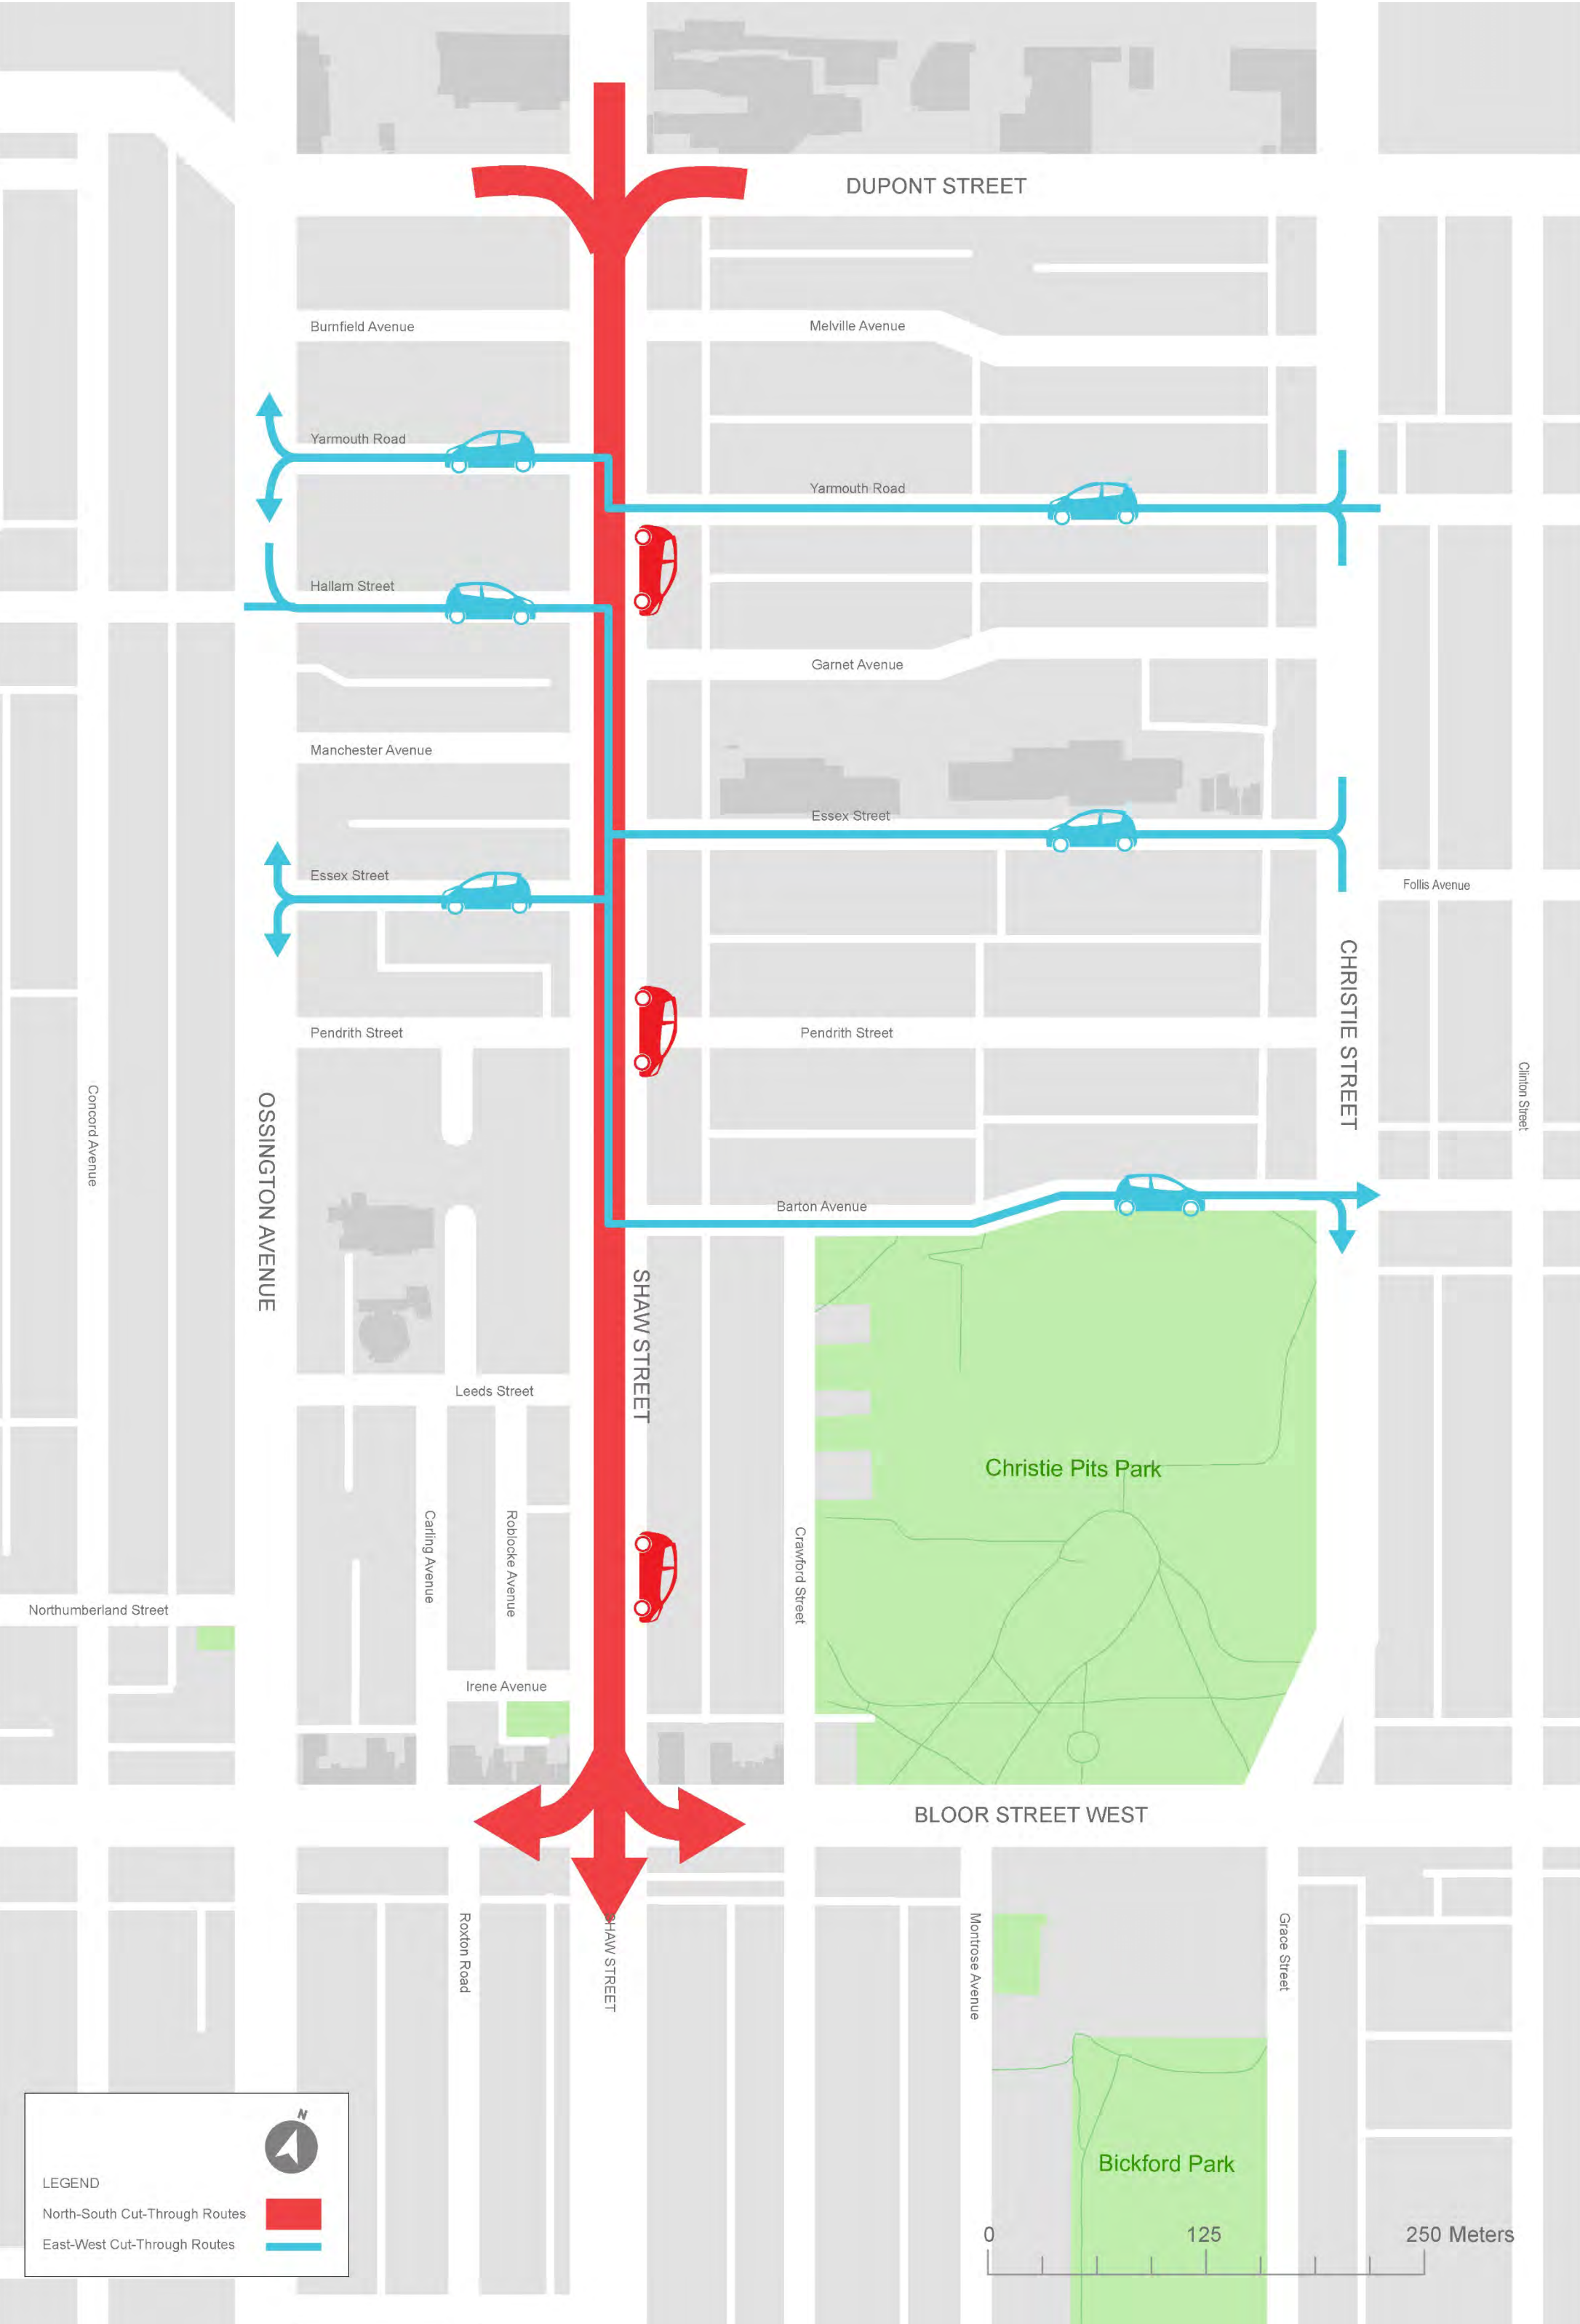 DUPONT STREET
Burnfield Avenue
Melville Avenue
Yarmouth Road
Yarmouth Road
Hallam Street
Garnet Avenue
Manchester Avenue
Essex Street
Essex Street
Follis Avenue
CHRISTIE STREET
Pendrith Street
Pendrith Street
Clinton Street
Concord Avenue
OSSINGTON AVENUE
Barton Avenue
SHAW STREET
Leeds Street
Christie Pits Park
Carling Avenue
Roblocke Avenue
Crawford Street
Northumberland Street
Irene Avenue
BLOOR STREET WEST
Roxton Road
SHAW STREET
Montrose Avenue
Grace Street
Bickford Park
N
LEGEND
North-South Cut-Through Routes
East-West Cut-Through Routes
0 125 250 Meters